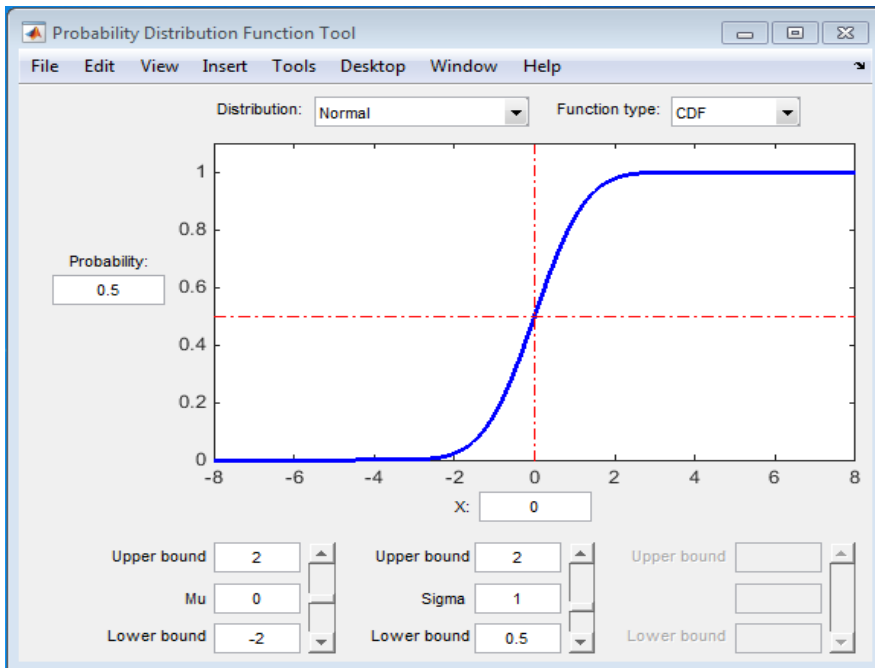 Probability Distribution Function Tool
File Edit View Insert Tools Desktop Window Help
Distribution: Normal Function type: CDF
1
0.8
Probability:
0.5
0.6
0.4
0.2
0
-8 -6 -4 -2 0 2 4 6 8
X: 0
Upper bound 2 Upper bound 2 Upper bound
Mu 0 Sigma 1
Lower bound -2 Lower bound 0.5 Lower bound